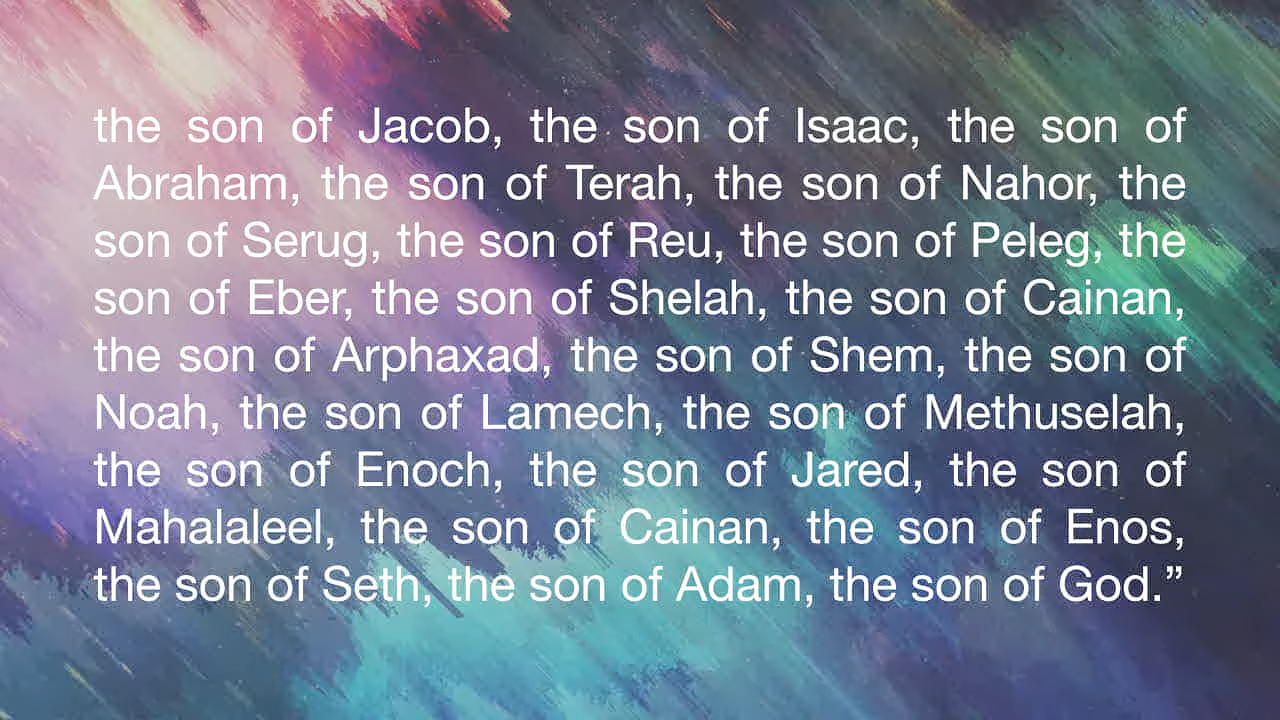 the son of Jacob, the son of Isaac, the son of
Abraham, the son of Terah, the son of Nahor, the
son of Serug, the son of Reu, the son of Peleg, the
son of Eber, the son of Shelah, the son of Cainan,
the son of Arphaxad, the son of Shem, the son of
Noah, the son of Lamech, the son of Methuselah,
the son of Enoch, the son of Jared, the son of
Mahalaleel, the son of Cainan, the son of Enos,
the son of Seth, the son of Adam, the son of God.”